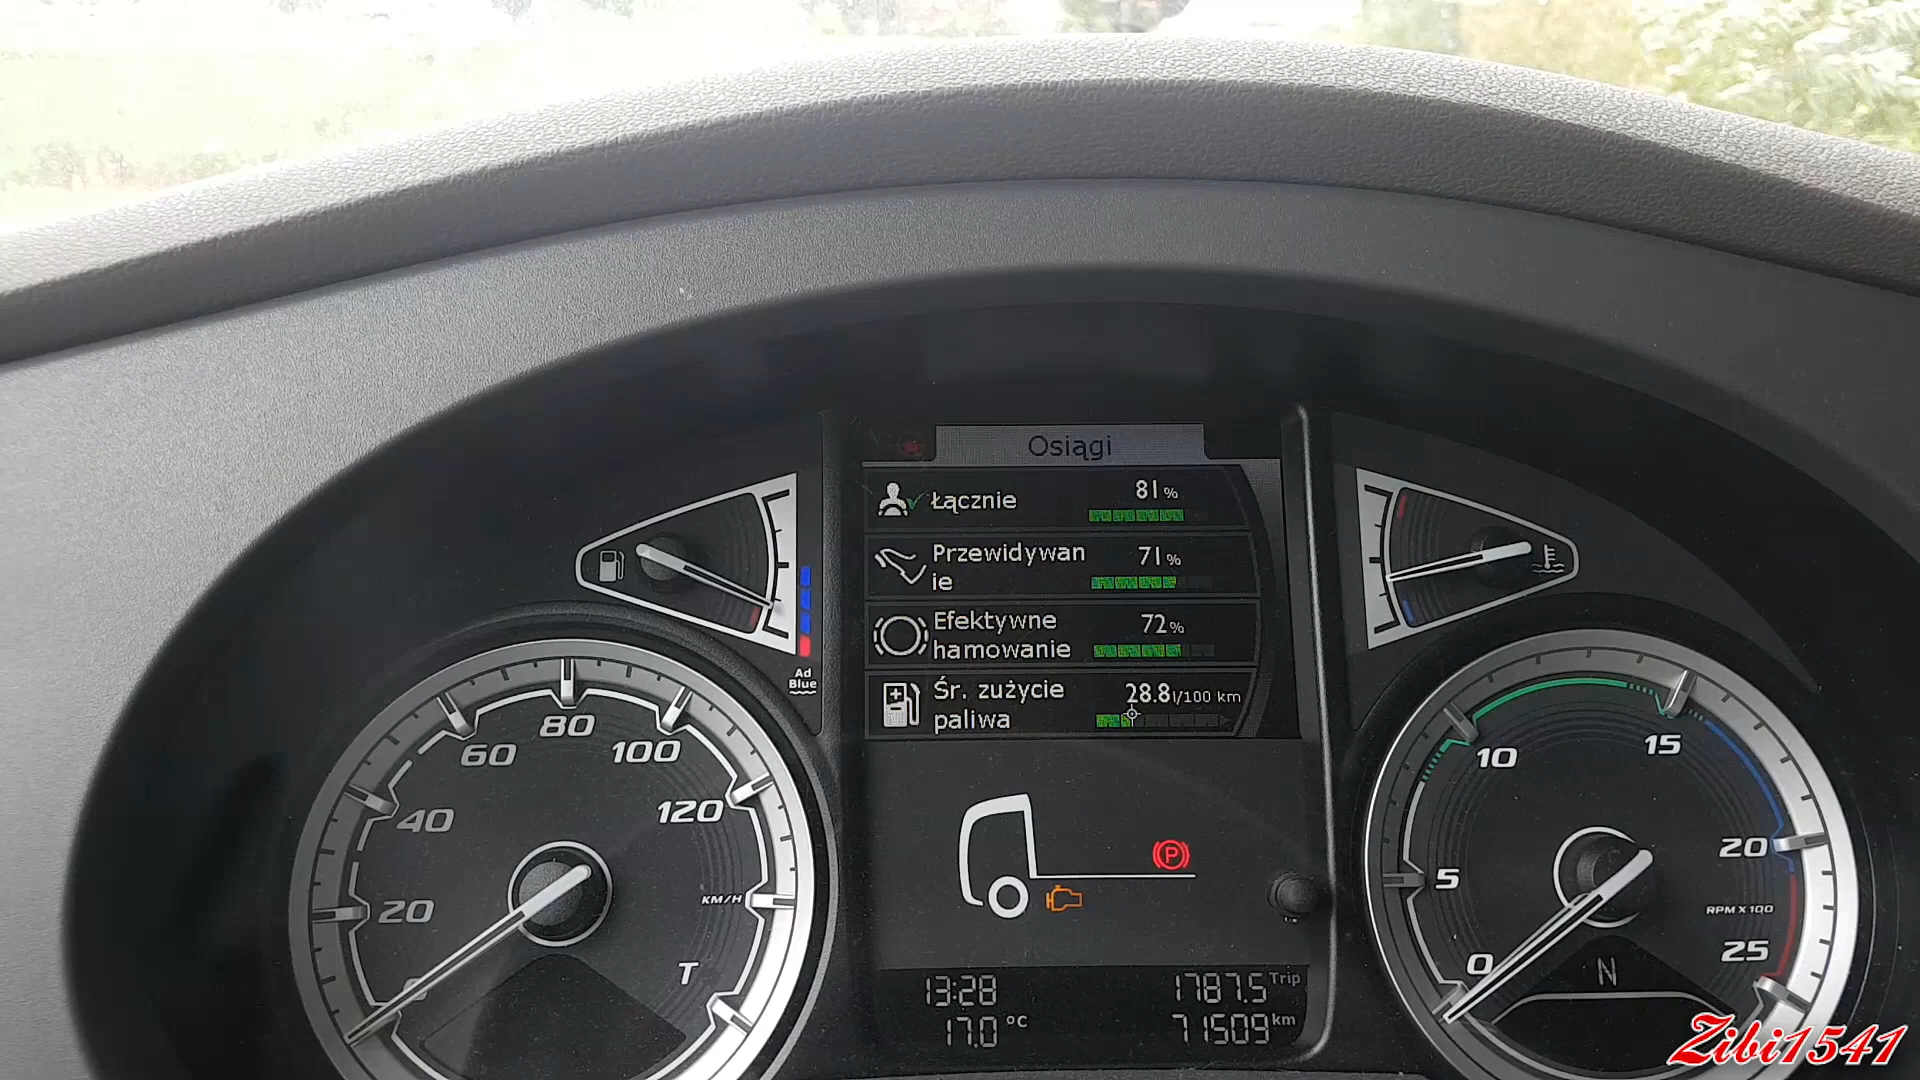 Osiągi
Łącznie 81%
Przewidywan
ie 71%
Efektywne
hamowanie 72%
Śr. zużycie
paliwa 28.8 l/100 km
Ad
Blue
0
20
40
60
80
100
120
KM/H
T
P
13:28
17.0 °C
1787.5 Trip
71509 km
0
5
10
15
20
25
RPM X 100
N
Zibi1541